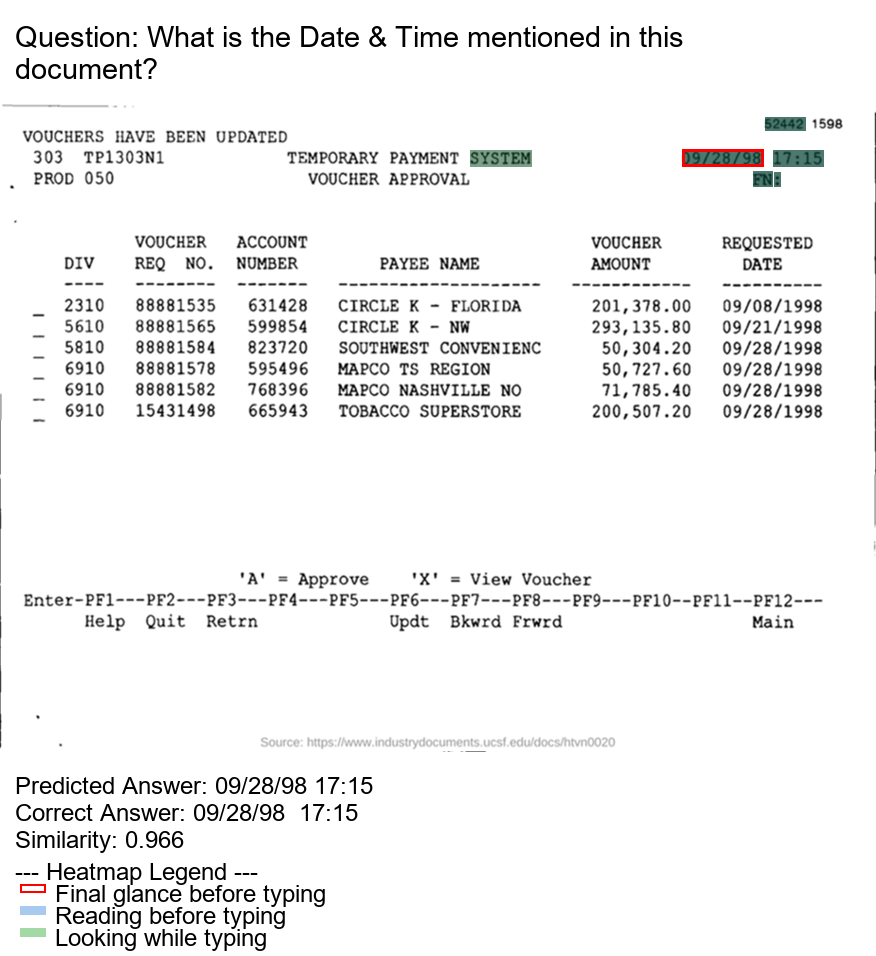 Question: What is the Date & Time mentioned in this
document?
52442 1598
VOUCHERS HAVE BEEN UPDATED
303 TP1303N1 TEMPORARY PAYMENT SYSTEM 09/28/98 17:15
PROD 050 VOUCHER APPROVAL FN:
VOUCHER ACCOUNT VOUCHER REQUESTED
DIV REQ NO. NUMBER PAYEE NAME AMOUNT DATE
---- -------- ------- -------------------- ------------ ----------
_ 2310 88881535 631428 CIRCLE K - FLORIDA 201,378.00 09/08/1998
_ 5610 88881565 599854 CIRCLE K - NW 293,135.80 09/21/1998
_ 5810 88881584 823720 SOUTHWEST CONVENIENC 50,304.20 09/28/1998
_ 6910 88881578 595496 MAPCO TS REGION 50,727.60 09/28/1998
_ 6910 88881582 768396 MAPCO NASHVILLE NO 71,785.40 09/28/1998
_ 6910 15431498 665943 TOBACCO SUPERSTORE 200,507.20 09/28/1998
'A' = Approve 'X' = View Voucher
Enter-PF1---PF2---PF3---PF4---PF5---PF6---PF7---PF8---PF9---PF10--PF11--PF12---
Help Quit Retrn Updt Bkwrd Frwrd Main
Source: https://www.industrydocuments.ucsf.edu/docs/htvn0020
Predicted Answer: 09/28/98 17:15
Correct Answer: 09/28/98  17:15
Similarity: 0.966
--- Heatmap Legend ---
Final glance before typing
Reading before typing
Looking while typing